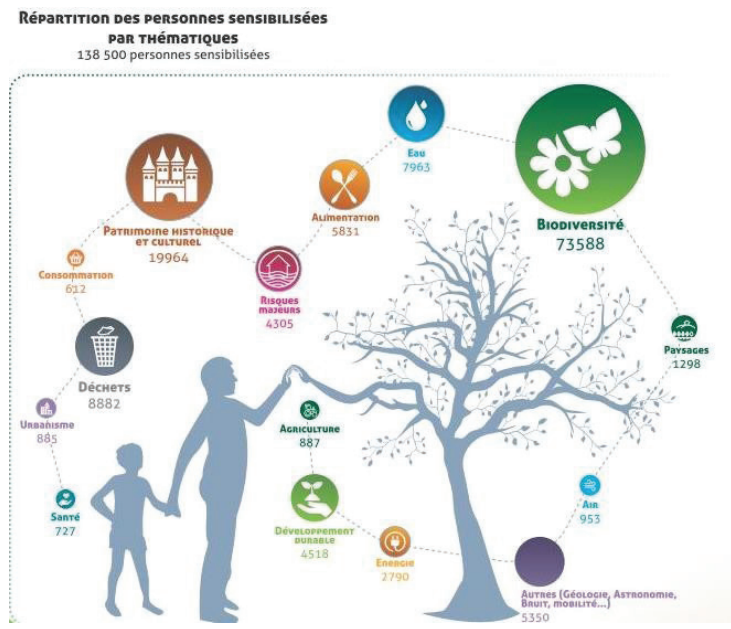 Répartition des personnes sensibilisées
par thématiques
138 500 personnes sensibilisées
Eau
7963
Biodiversité
73588
Alimentation
5831
Patrimoine historique
et culturel
19964
Consommation
612
Risques
majeurs
4305
Paysages
1298
Déchets
8882
Urbanisme
885
Agriculture
887
Santé
727
Air
953
Développement
durable
4518
Energie
2790
Autres (Géologie, Astronomie,
Bruit, mobilité...)
5350